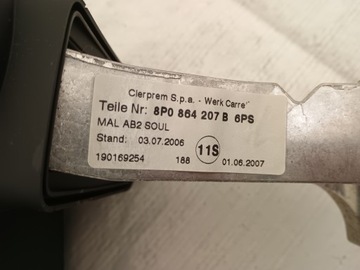 Clerprem S.p.a. - Werk Carre'
Teile Nr: 8P0 864 207 B 6PS
MAL AB2 SOUL
Stand: 03.07.2006
190169254 188 11S 01.06.2007